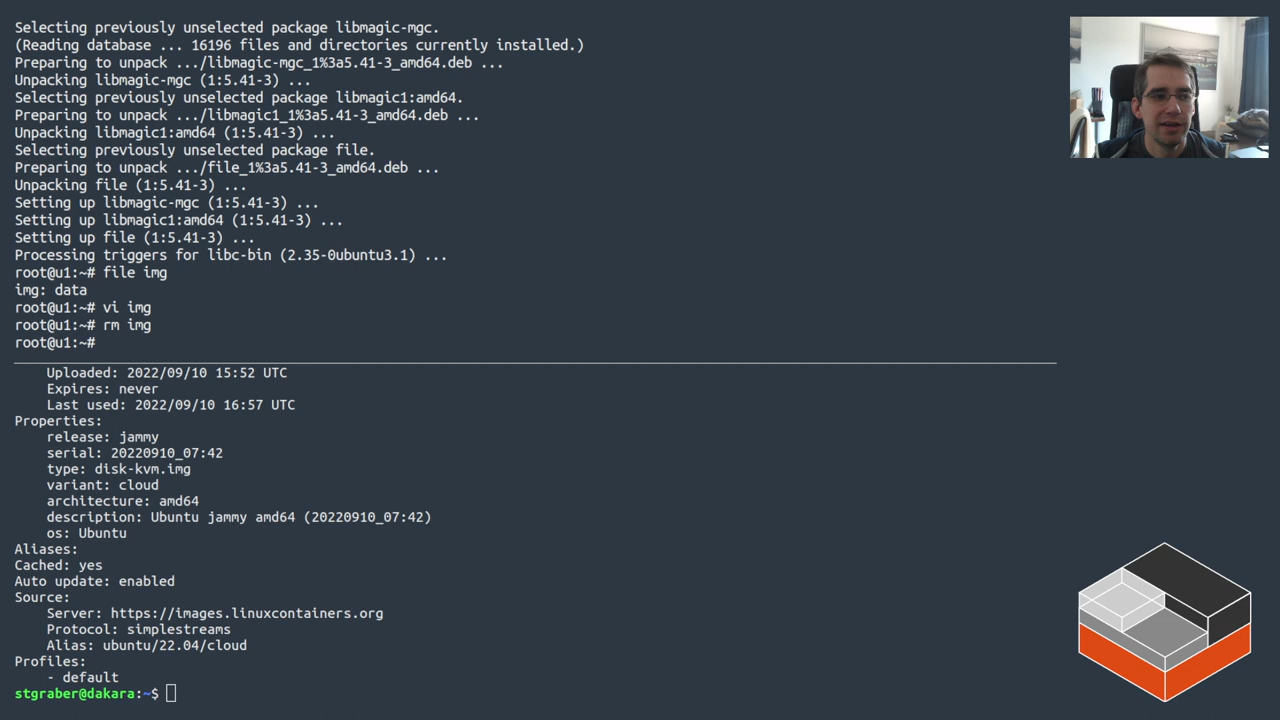 Selecting previously unselected package libmagic-mgc.
(Reading database ... 16196 files and directories currently installed.)
Preparing to unpack .../libmagic-mgc_1%3a5.41-3_amd64.deb ...
Unpacking libmagic-mgc (1:5.41-3) ...
Selecting previously unselected package libmagic1:amd64.
Preparing to unpack .../libmagic1_1%3a5.41-3_amd64.deb ...
Unpacking libmagic1:amd64 (1:5.41-3) ...
Selecting previously unselected package file.
Preparing to unpack .../file_1%3a5.41-3_amd64.deb ...
Unpacking file (1:5.41-3) ...
Setting up libmagic-mgc (1:5.41-3) ...
Setting up libmagic1:amd64 (1:5.41-3) ...
Setting up file (1:5.41-3) ...
Processing triggers for libc-bin (2.35-0ubuntu3.1) ...
root@u1:~# file img
img: data
root@u1:~# vi img
root@u1:~# rm img
root@u1:~#
Uploaded: 2022/09/10 15:52 UTC
Expires: never
Last used: 2022/09/10 16:57 UTC
Properties:
release: jammy
serial: 20220910_07:42
type: disk-kvm.img
variant: cloud
architecture: amd64
description: Ubuntu jammy amd64 (20220910_07:42)
os: Ubuntu
Aliases:
Cached: yes
Auto update: enabled
Source:
Server: https://images.linuxcontainers.org
Protocol: simplestreams
Alias: ubuntu/22.04/cloud
Profiles:
- default
stgraber@dakara:~$